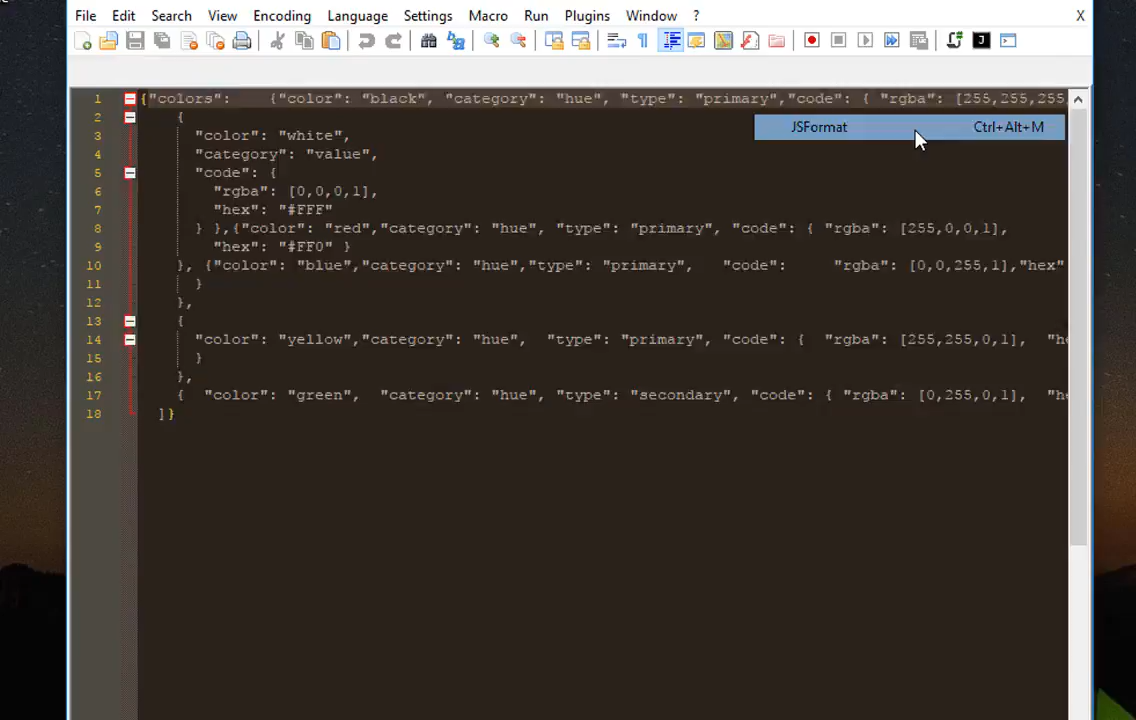 File Edit Search View Encoding Language Settings Macro Run Plugins Window ? X
1 {"colors": {"color": "black", "category": "hue", "type": "primary","code": { "rgba": [255,255,255,
JSFormat Ctrl+Alt+M
2 {
3 "color": "white",
4 "category": "value",
5 "code": {
6 "rgba": [0,0,0,1],
7 "hex": "#FFF"
8 } },{"color": "red","category": "hue", "type": "primary", "code": { "rgba": [255,0,0,1],
9 "hex": "#FF0" }
10 }, {"color": "blue","category": "hue","type": "primary", "code": "rgba": [0,0,255,1],"hex"
11 }
12 },
13 {
14 "color": "yellow","category": "hue", "type": "primary", "code": { "rgba": [255,255,0,1], "he
15 }
16 },
17 { "color": "green", "category": "hue", "type": "secondary", "code": { "rgba": [0,255,0,1], "he
18 ]}